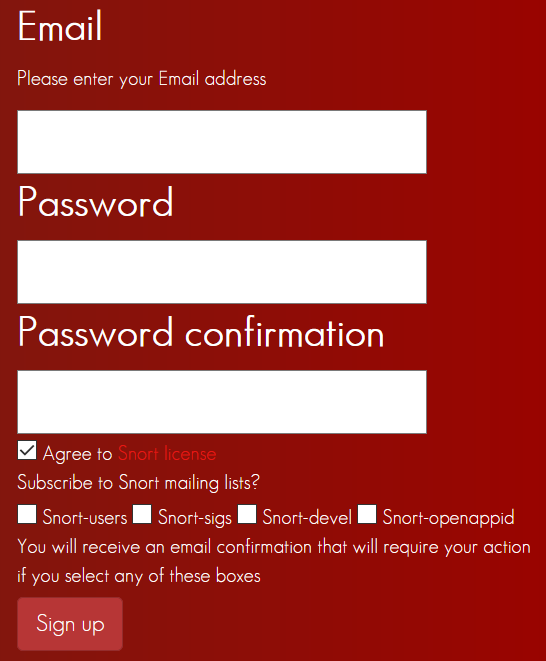 Email
Please enter your Email address
Password
Password confirmation
Agree to Snort license
Subscribe to Snort mailing lists?
Snort-users Snort-sigs Snort-devel Snort-openappid
You will receive an email confirmation that will require your action
if you select any of these boxes
Sign up